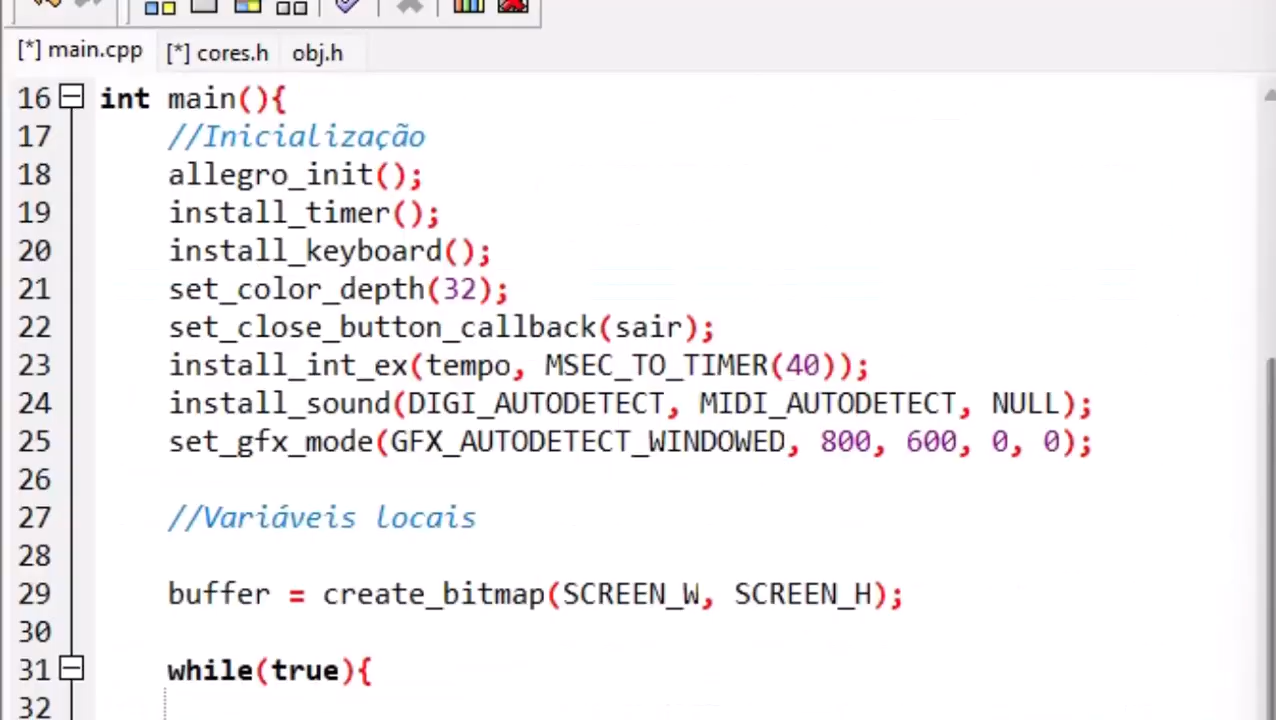 [*] main.cpp [*] cores.h obj.h
16 int main(){
17 //Inicialização
18 allegro_init();
19 install_timer();
20 install_keyboard();
21 set_color_depth(32);
22 set_close_button_callback(sair);
23 install_int_ex(tempo, MSEC_TO_TIMER(40));
24 install_sound(DIGI_AUTODETECT, MIDI_AUTODETECT, NULL);
25 set_gfx_mode(GFX_AUTODETECT_WINDOWED, 800, 600, 0, 0);
26
27 //Variáveis locais
28
29 buffer = create_bitmap(SCREEN_W, SCREEN_H);
30
31 while(true){
32